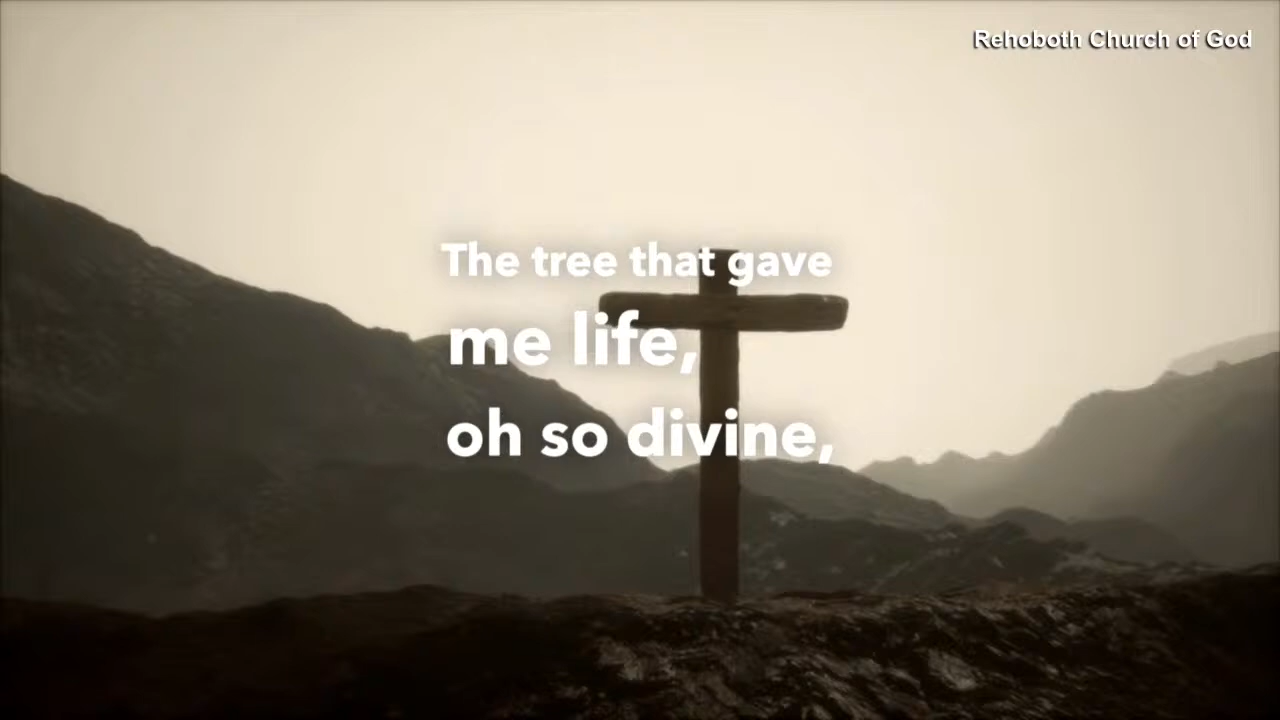 Rehoboth Church of God
The tree that gave
me life,
oh so divine,